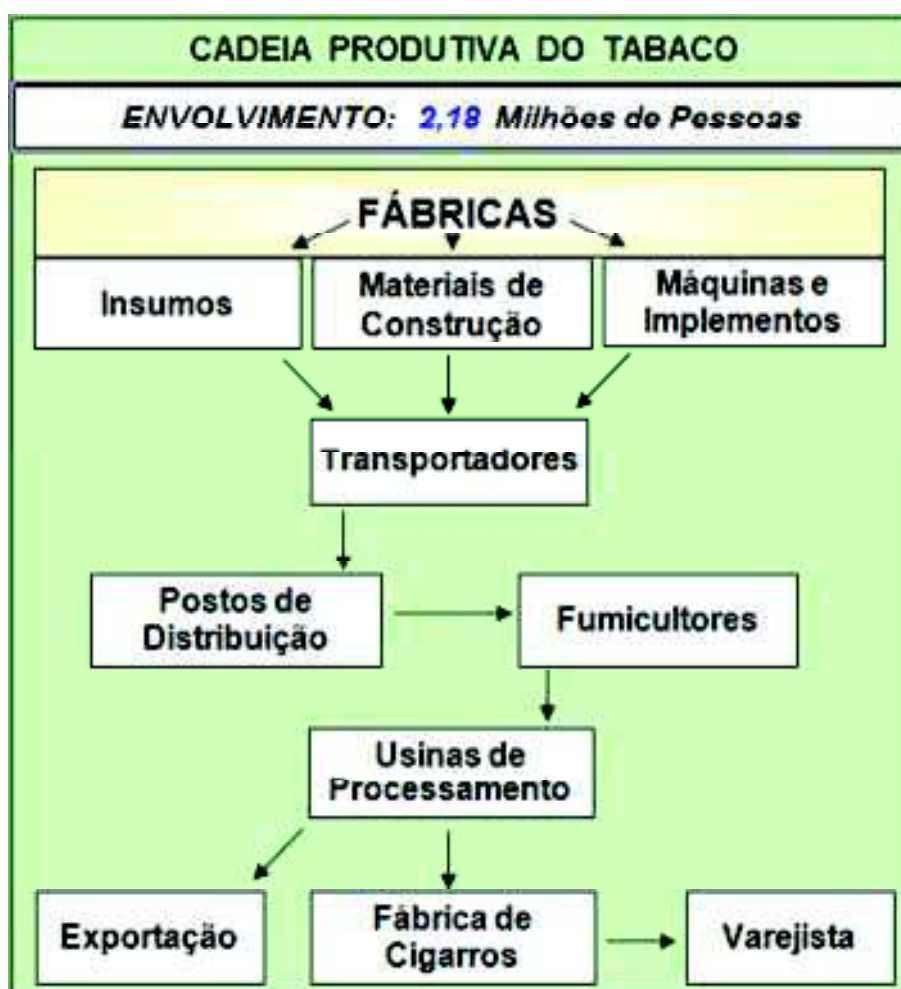 CADEIA PRODUTIVA DO TABACO
ENVOLVIMENTO: 2,18 Milhões de Pessoas
FÁBRICAS
Insumos
Materiais de
Construção
Máquinas e
Implementos
Transportadores
Postos de
Distribuição
Fumicultores
Usinas de
Processamento
Exportação
Fábrica de
Cigarros
Varejista